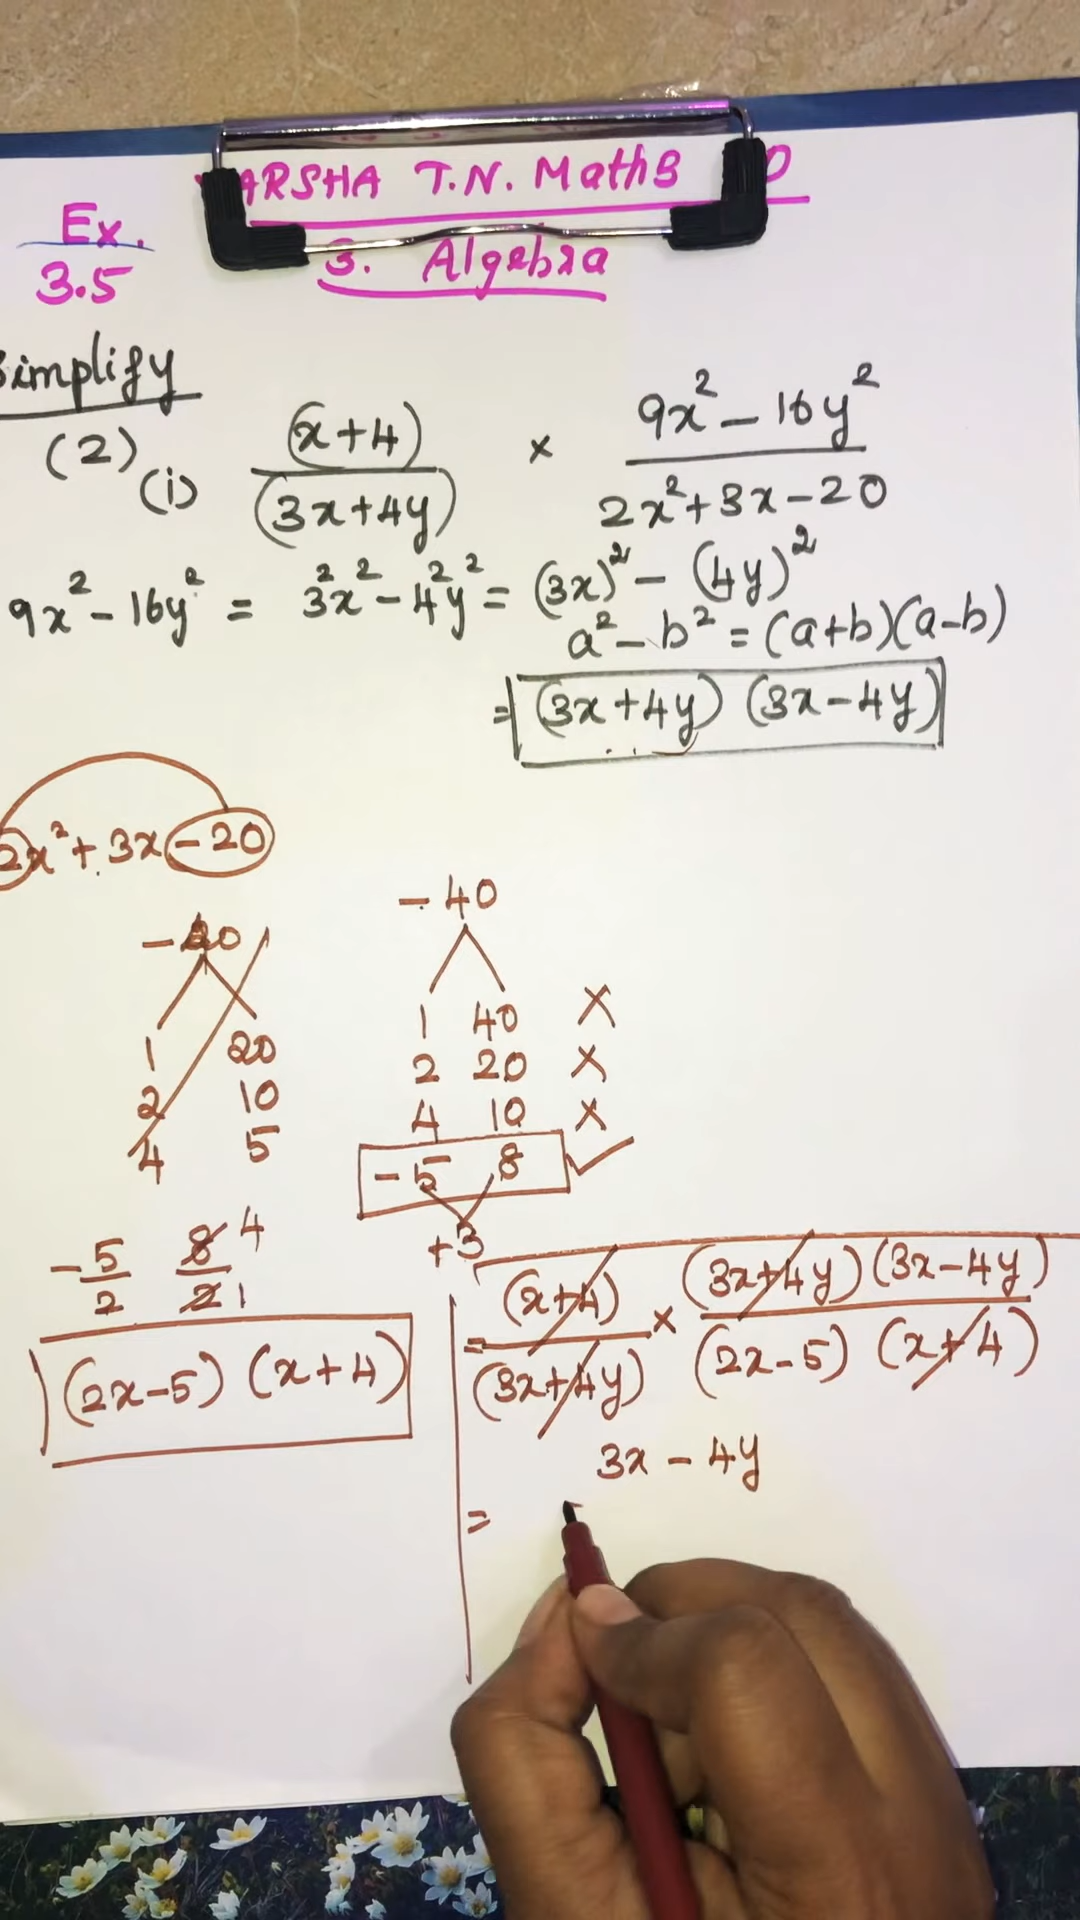 ARSHA T.N. Maths 0
Ex. 3.5
3. Algebra
Simplify
(2) (i) (x+4)/(3x+4y) × (9x² - 16y²)/(2x²+3x-20)
9x² - 16y² = 3²x² - 4²y² = (3x)² - (4y)²
a² - b² = (a+b)(a-b)
= (3x+4y) (3x-4y)
2x² + 3x - 20
-20
1 20
2 10
4 5
-40
1 40 ×
2 20 ×
4 10 ×
-5 8 ✓
+3
-5/2 8/2 4/1
(2x-5) (x+4)
= (x+4)/(3x+4y) × (3x+4y)(3x-4y)/(2x-5) (x+4)
3x - 4y
=